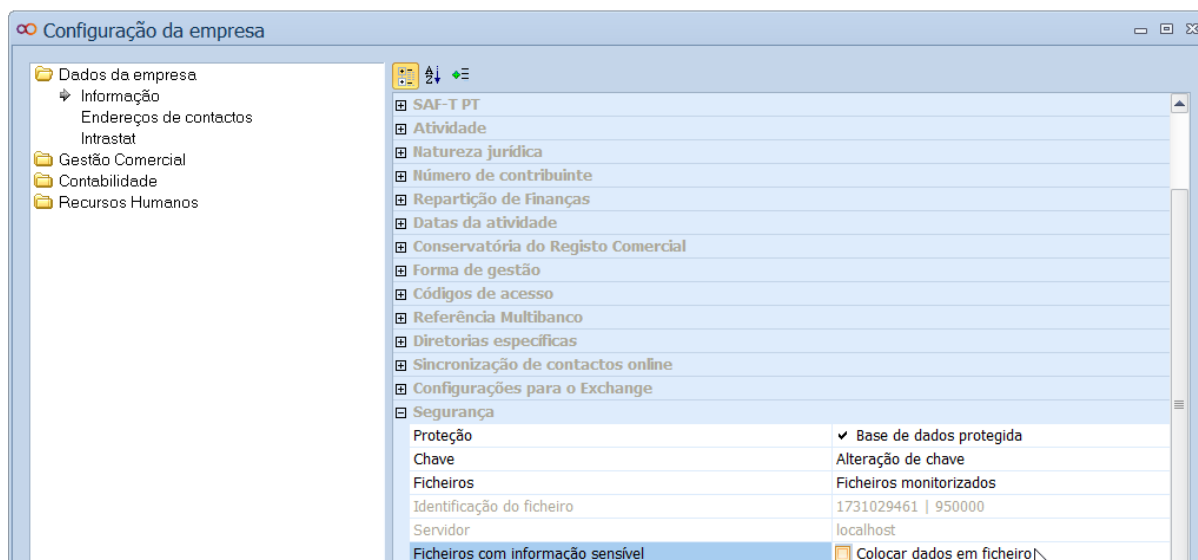 Configuração da empresa
Dados da empresa
Informação
Endereços de contactos
Intrastat
Gestão Comercial
Contabilidade
Recursos Humanos
SAF-T PT
Atividade
Natureza jurídica
Número de contribuinte
Repartição de Finanças
Datas da atividade
Conservatória do Registo Comercial
Forma de gestão
Códigos de acesso
Referência Multibanco
Diretorias específicas
Sincronização de contactos online
Configurações para o Exchange
Segurança
Proteção Base de dados protegida
Chave Alteração de chave
Ficheiros Ficheiros monitorizados
Identificação do ficheiro 1731029461 | 950000
Servidor localhost
Ficheiros com informação sensível Colocar dados em ficheiro